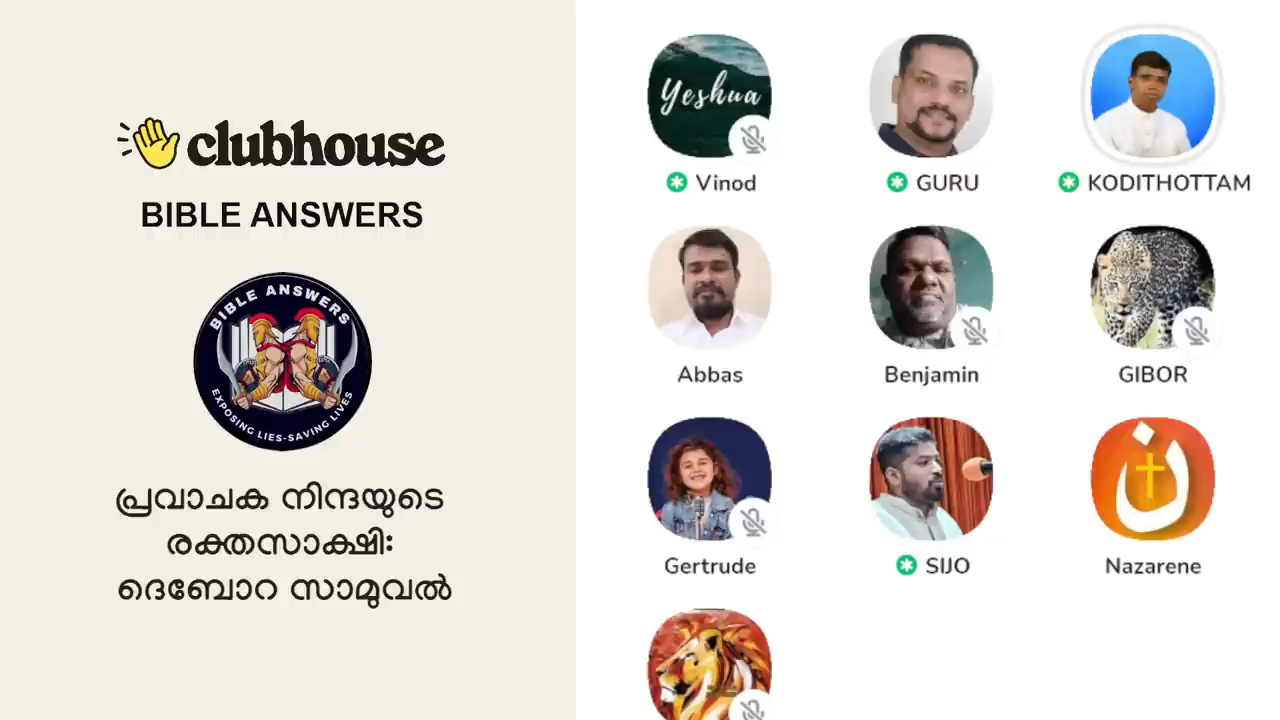 clubhouse
BIBLE ANSWERS
BIBLE ANSWERS
EXPOSING LIES-SAVING LIVES
പ്രവാചക നിന്ദയുടെ
രക്തസാക്ഷി:
ദെബോറ സാമുവൽ
Yeshua
Vinod
GURU
KODITHOTTAM
Abbas
Benjamin
GIBOR
Gertrude
SIJO
Nazarene
ن